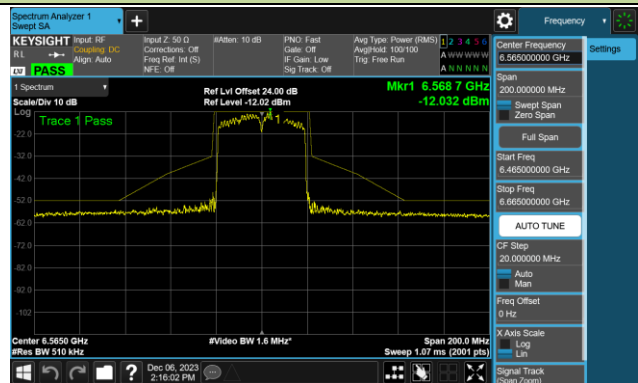 Spectrum Analyzer 1
Swept SA
+
Frequency
KEYSIGHT
RL
LXI
PASS
Input: RF
Coupling: DC
Align: Auto
Input Z: 50 Ω
Corrections: Off
Freq Ref: Int (S)
NFE: Off
#Atten: 10 dB
PNO: Fast
Gate: Off
IF Gain: Low
Sig Track: Off
Avg Type: Power (RMS)
Avg|Hold: 100/100
Trig: Free Run
1 2 3 4 5 6
A W W W W W
A N N N N N
1 Spectrum
Scale/Div 10 dB
Ref Lvl Offset 24.00 dB
Ref Level -12.02 dBm
Mkr1 6.568 7 GHz
-12.032 dBm
Log
Trace 1 Pass
1
-22.0
-32.0
-42.0
-52.0
-62.0
-72.0
-82.0
-92.0
-102
Center 6.5650 GHz
#Res BW 510 kHz
#Video BW 1.6 MHz*
Span 200.0 MHz
Sweep 1.07 ms (2001 pts)
Dec 06, 2023
2:16:02 PM
?
Center Frequency
6.565000000 GHz
Settings
Span
200.000000 MHz
Swept Span
Zero Span
Full Span
Start Freq
6.465000000 GHz
Stop Freq
6.665000000 GHz
AUTO TUNE
CF Step
20.000000 MHz
Auto
Man
Freq Offset
0 Hz
X Axis Scale
Log
Lin
Signal Track
(Span Zoom)